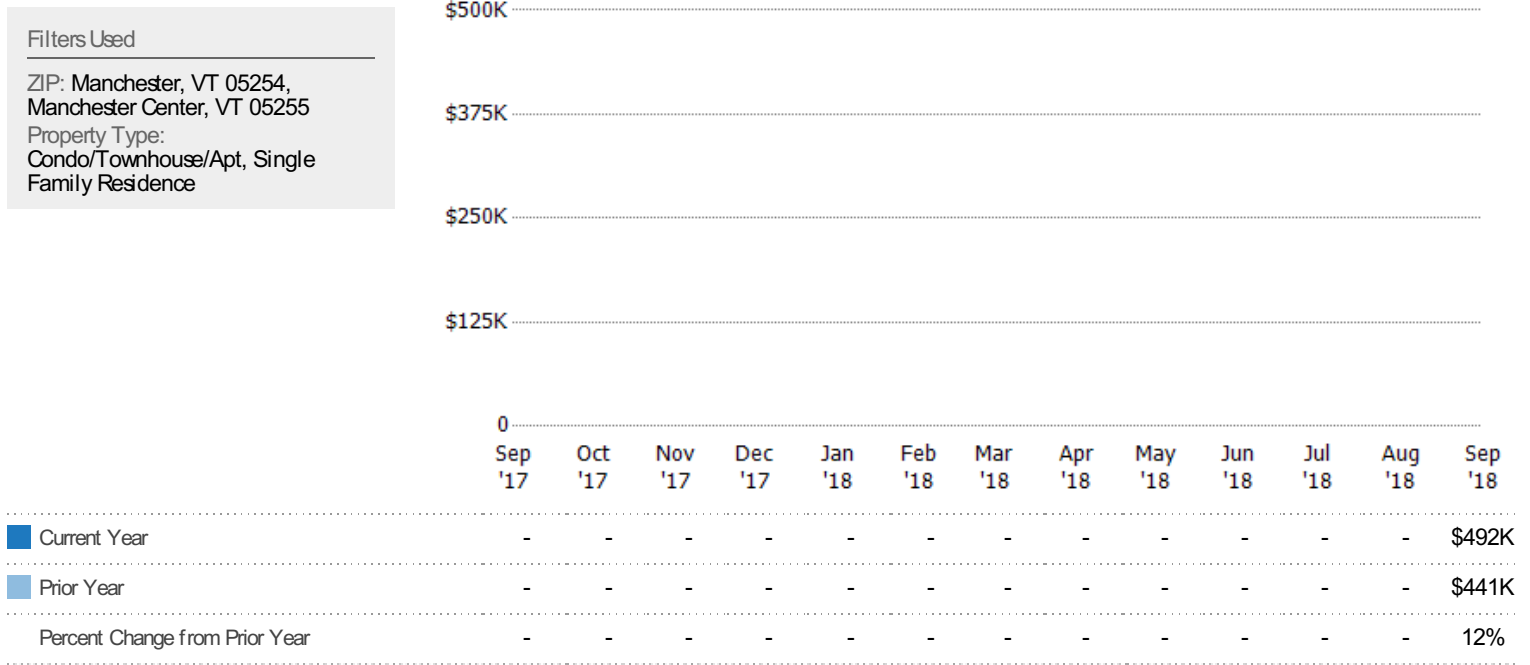 Filters Used
ZIP: Manchester, VT 05254,
Manchester Center, VT 05255
Property Type:
Condo/Townhouse/Apt, Single
Family Residence
$500K
$375K
$250K
$125K
0
Sep Oct Nov Dec Jan Feb Mar Apr May Jun Jul Aug Sep
'17 '17 '17 '17 '18 '18 '18 '18 '18 '18 '18 '18 '18
Current Year - - - - - - - - - - - - $492K
Prior Year - - - - - - - - - - - - $441K
Percent Change from Prior Year - - - - - - - - - - - - 12%